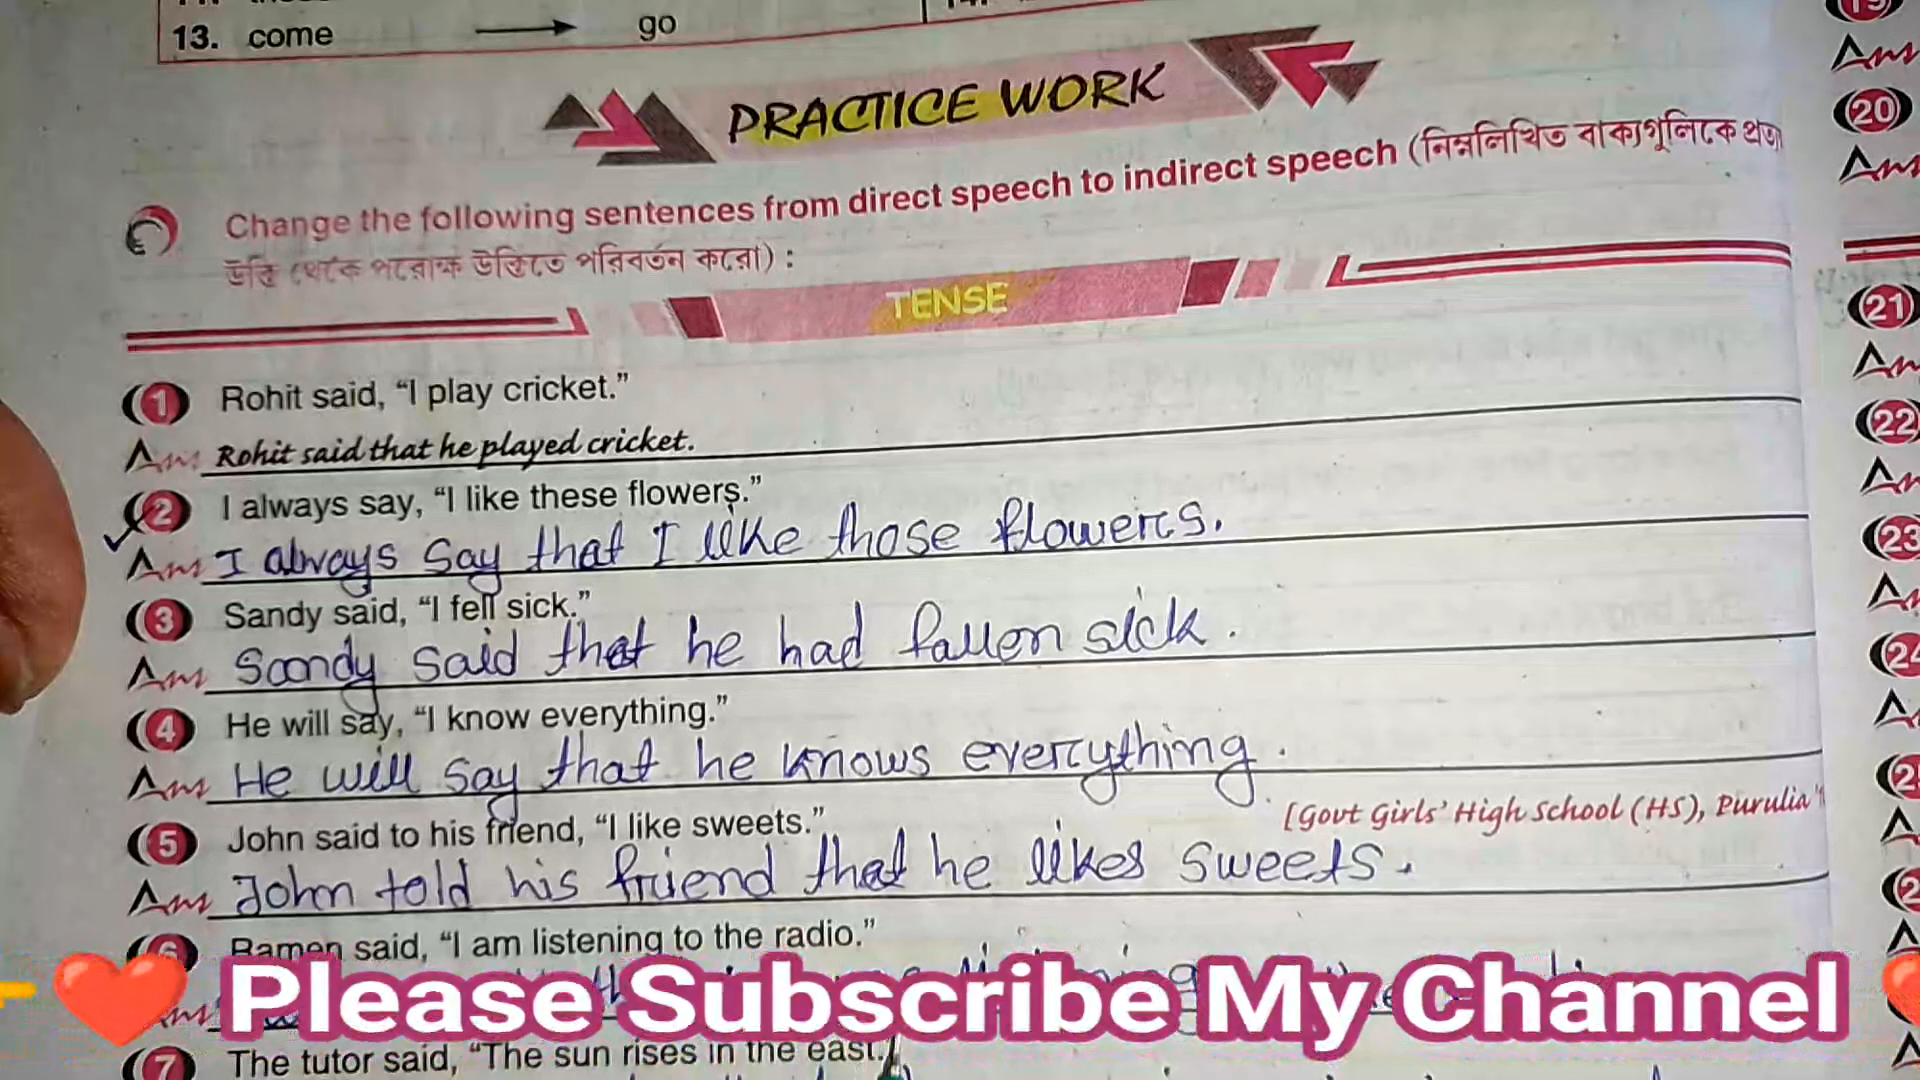 13. come → go
PRACTICE WORK
Change the following sentences from direct speech to indirect speech (নিম্নলিখিত বাক্যগুলিকে প্রত্য
উক্তি থেকে পরোক্ষ উক্তিতে পরিবর্তন করো) :
TENSE
1 Rohit said, “I play cricket.”
Ans Rohit said that he played cricket.
2 I always say, “I like these flowers.”
Ans I always say that I like those flowers.
3 Sandy said, “I fell sick.”
Ans Sandy said that he had fallen sick.
4 He will say, “I know everything.”
Ans He will say that he knows everything.
[Govt Girls' High School (HS), Purulia
5 John said to his friend, “I like sweets.”
Ans John told his friend that he likes sweets.
6 Ramen said, “I am listening to the radio.”
Please Subscribe My Channel
7 The tutor said, “The sun rises in the east.
Ans
20
Ans
21
An
22
An
23
An